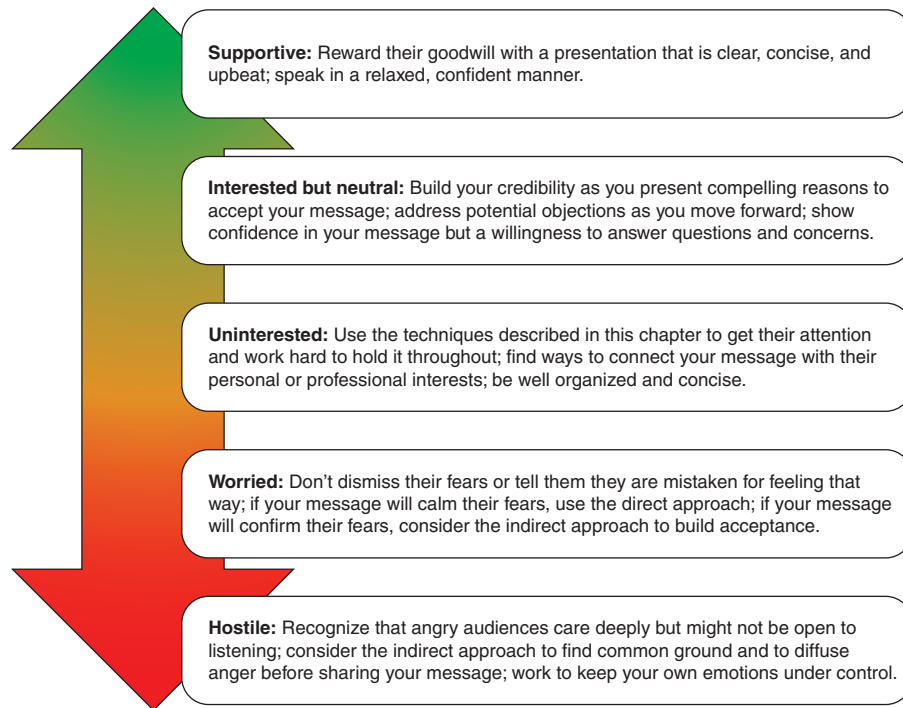 Supportive: Reward their goodwill with a presentation that is clear, concise, and
upbeat; speak in a relaxed, confident manner.
Interested but neutral: Build your credibility as you present compelling reasons to
accept your message; address potential objections as you move forward; show
confidence in your message but a willingness to answer questions and concerns.
Uninterested: Use the techniques described in this chapter to get their attention
and work hard to hold it throughout; find ways to connect your message with their
personal or professional interests; be well organized and concise.
Worried: Don’t dismiss their fears or tell them they are mistaken for feeling that
way; if your message will calm their fears, use the direct approach; if your message
will confirm their fears, consider the indirect approach to build acceptance.
Hostile: Recognize that angry audiences care deeply but might not be open to
listening; consider the indirect approach to find common ground and to diffuse
anger before sharing your message; work to keep your own emotions under control.